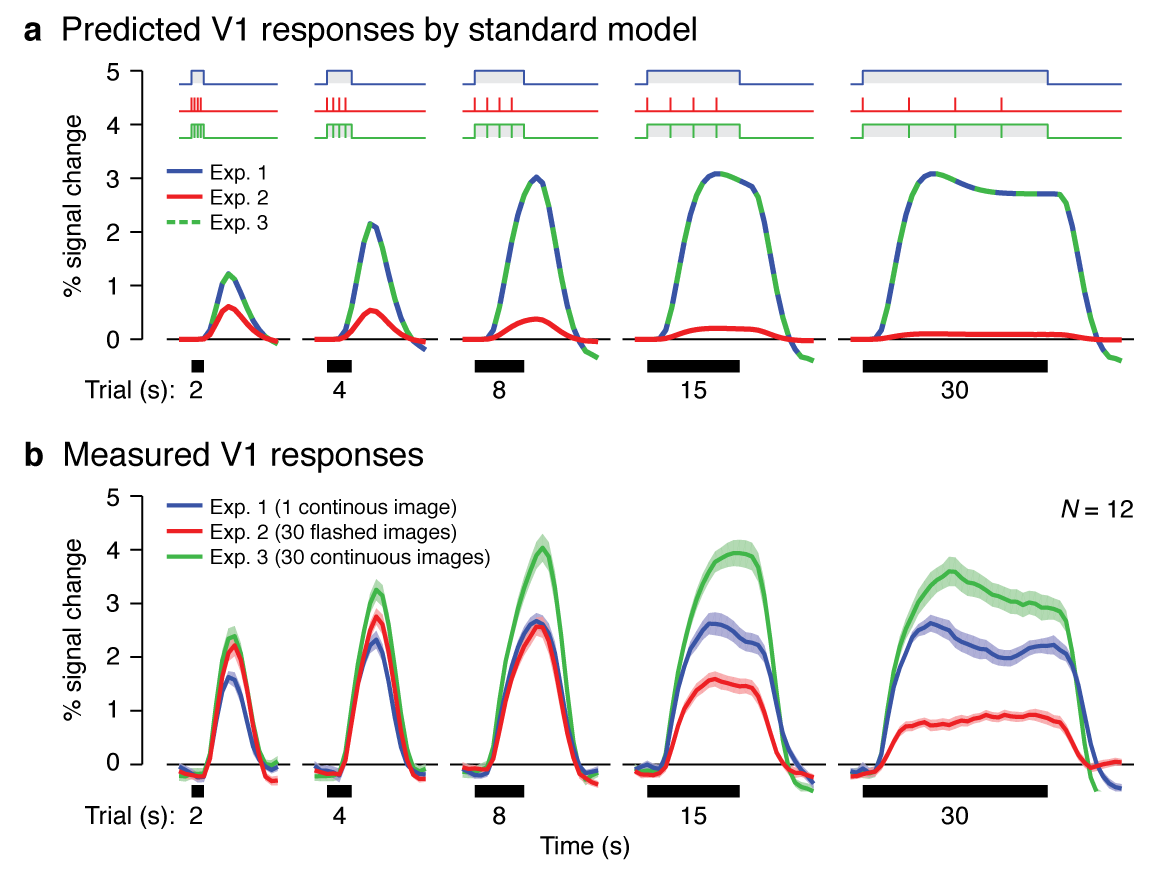 a Predicted V1 responses by standard model
5
4
3
2
1
0
% signal change
Exp. 1
Exp. 2
Exp. 3
Trial (s): 2 4 8 15 30
b Measured V1 responses
5
4
3
2
1
0
% signal change
Exp. 1 (1 continous image)
Exp. 2 (30 flashed images)
Exp. 3 (30 continuous images)
N = 12
Trial (s): 2 4 8 15 30
Time (s)